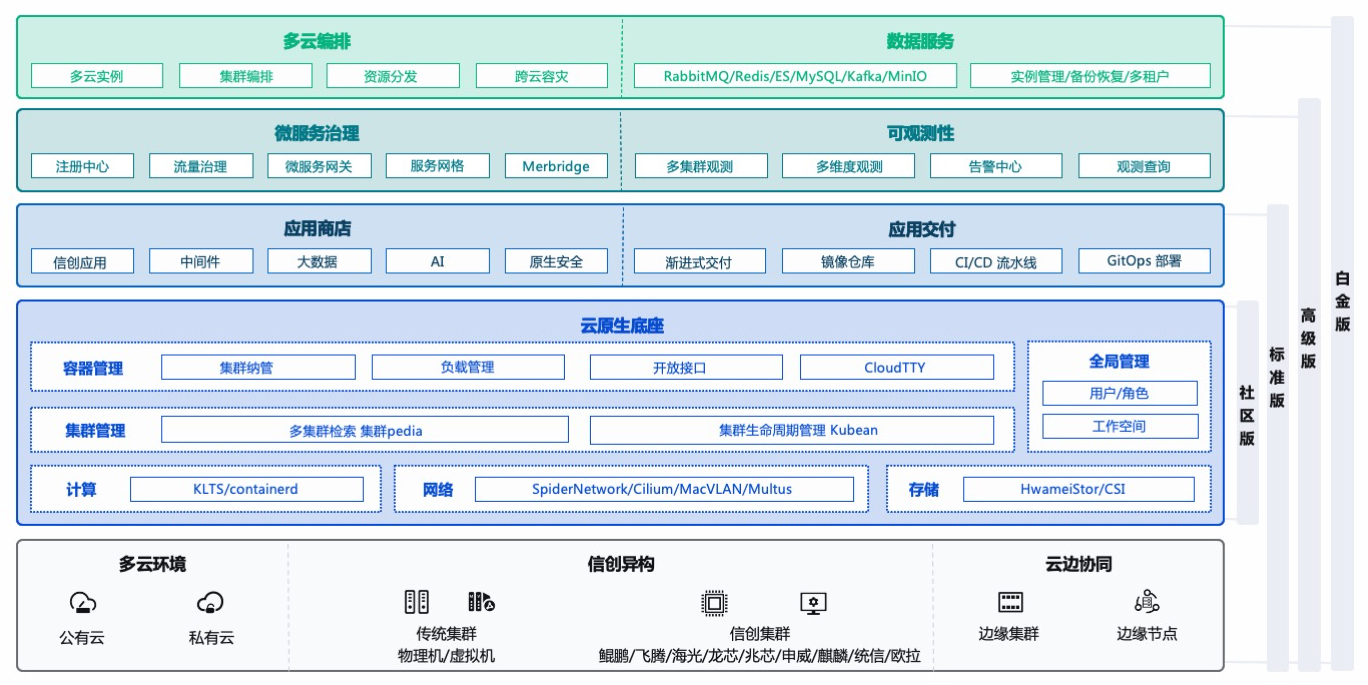 多云编排
多云实例
集群编排
资源分发
跨云容灾
数据服务
RabbitMQ/Redis/ES/MySQL/Kafka/MinIO
实例管理/备份恢复/多租户
微服务治理
注册中心
流量治理
微服务网关
服务网格
Merbridge
可观测性
多集群观测
多维度观测
告警中心
观测查询
应用商店
信创应用
中间件
大数据
AI
原生安全
应用交付
渐进式交付
镜像仓库
CI/CD 流水线
GitOps 部署
云原生底座
容器管理
集群纳管
负载管理
开放接口
CloudTTY
集群管理
多集群检索 集群pedia
集群生命周期管理 Kubean
全局管理
用户/角色
工作空间
计算
KLTS/containerd
网络
SpiderNetwork/Cilium/MacVLAN/Multus
存储
HwameiStor/CSI
多云环境
公有云
私有云
信创异构
传统集群
物理机/虚拟机
信创集群
鲲鹏/飞腾/海光/龙芯/兆芯/申威/麒麟/统信/欧拉
云边协同
边缘集群
边缘节点
社区版
标准版
高级版
白金版